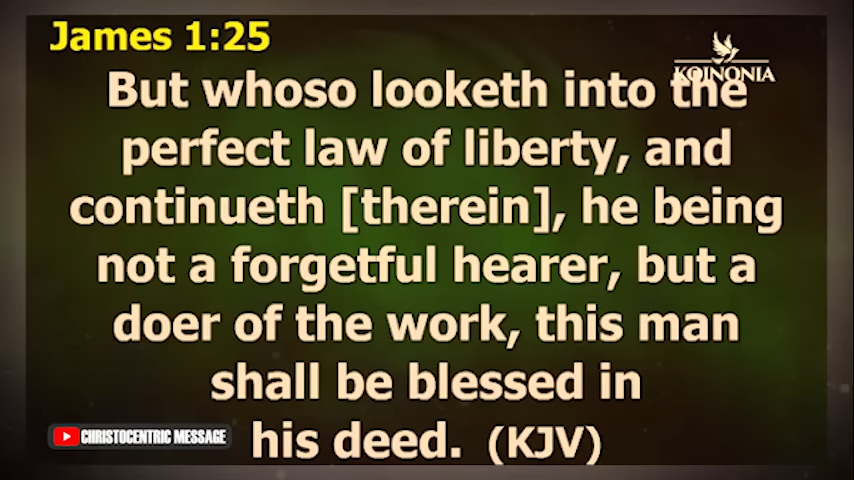 James 1:25
KOINONIA
But whoso looketh into the
perfect law of liberty, and
continueth [therein], he being
not a forgetful hearer, but a
doer of the work, this man
shall be blessed in
his deed. (KJV)
CHRISTOCENTRIC MESSAGE